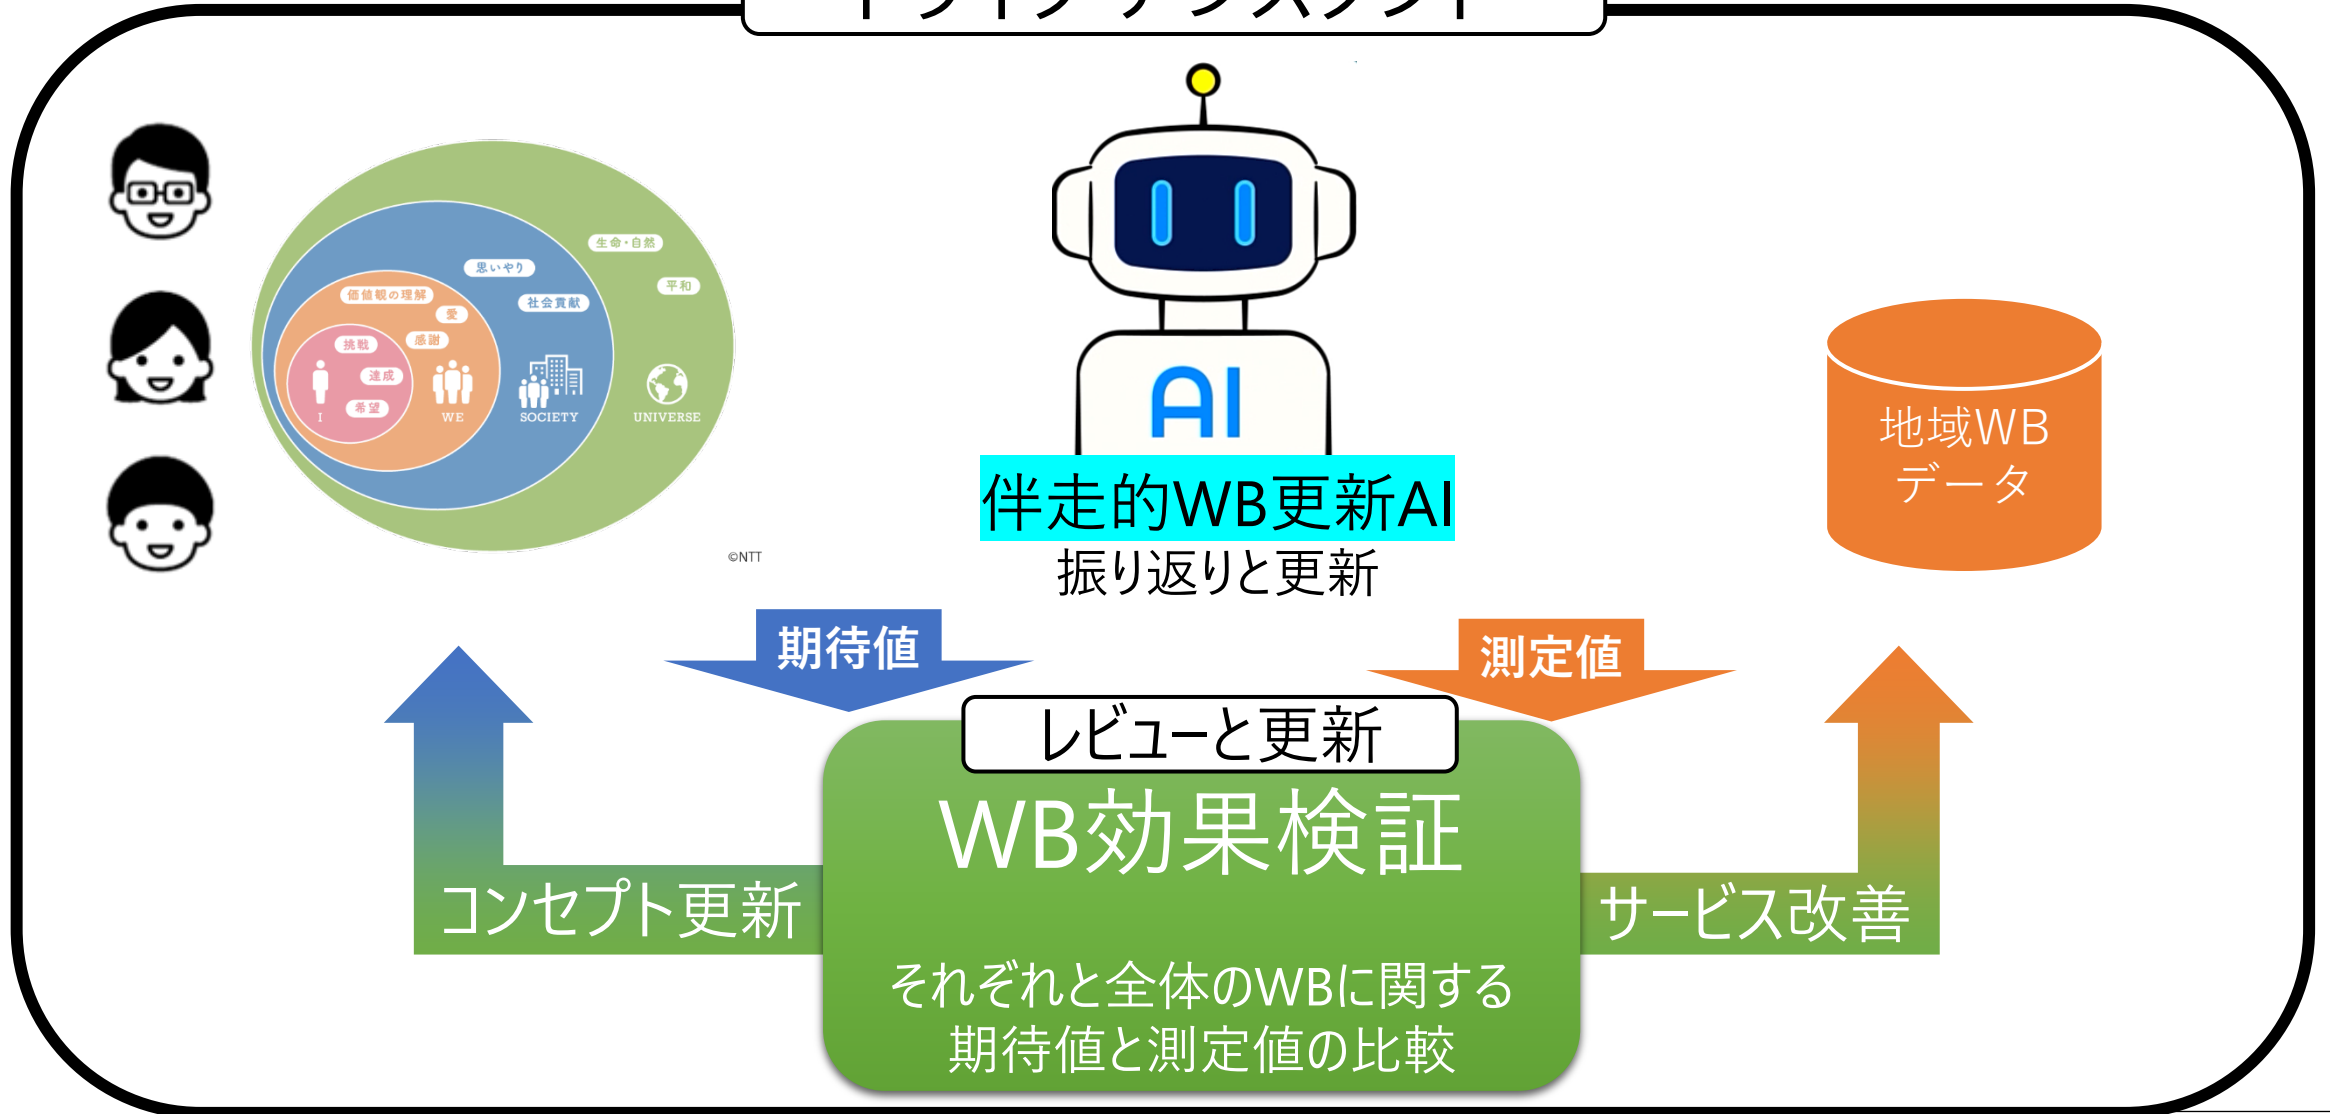 生命・自然
思いやり
平和
価値観の理解
社会貢献
愛
感謝
挑戦
達成
希望
I
WE
SOCIETY
UNIVERSE
©NTT
AI
伴走的WB更新AI
振り返りと更新
地域WB
データ
期待値
測定値
レビューと更新
WB効果検証
コンセプト更新
サービス改善
それぞれと全体のWBに関する
期待値と測定値の比較